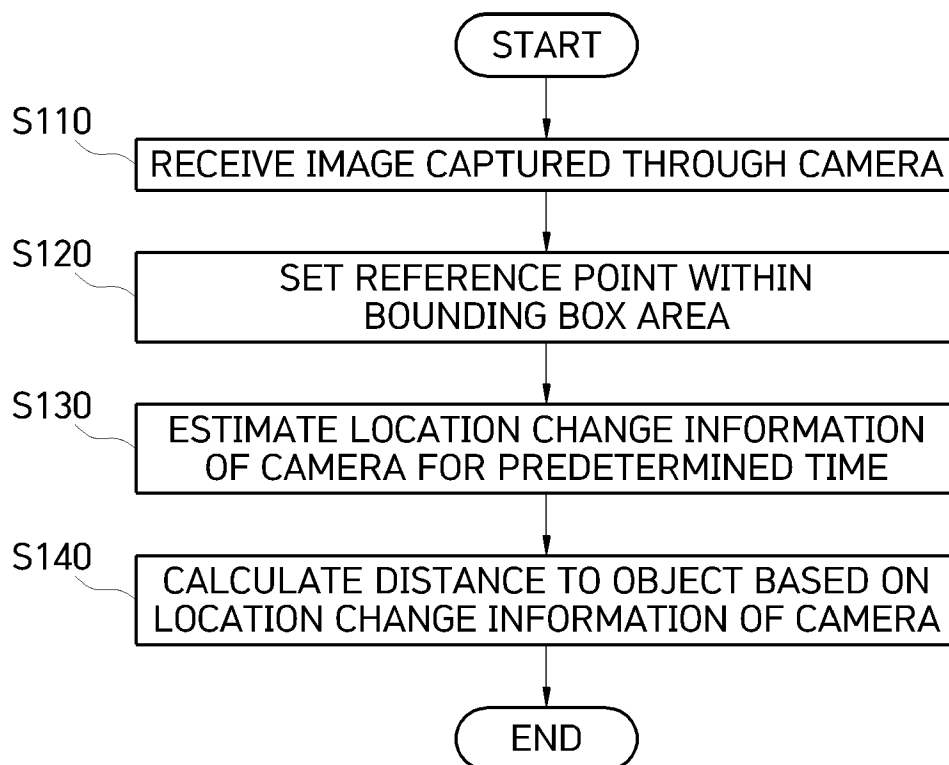 START
S110
RECEIVE IMAGE CAPTURED THROUGH CAMERA
S120
SET REFERENCE POINT WITHIN
BOUNDING BOX AREA
S130
ESTIMATE LOCATION CHANGE INFORMATION
OF CAMERA FOR PREDETERMINED TIME
S140
CALCULATE DISTANCE TO OBJECT BASED ON
LOCATION CHANGE INFORMATION OF CAMERA
END